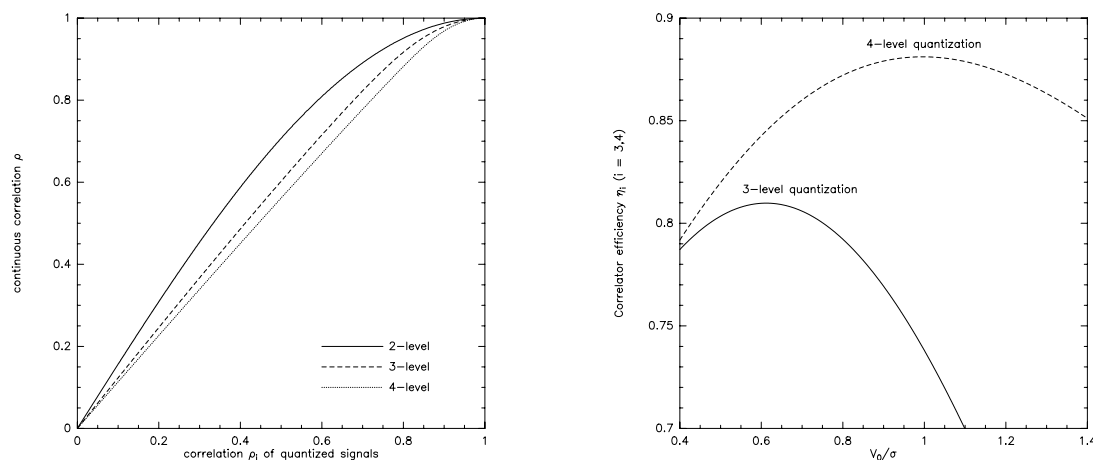 1
0.8
0.6
0.4
0.2
0
0
0.2
0.4
0.6
0.8
1
continuous correlation ρ
correlation ρi of quantized signals
2-level
3-level
4-level
0.9
0.85
0.8
0.75
0.7
0.4
0.6
0.8
1
1.2
1.4
Correlator efficiency ηi (i = 3,4)
V0/σ
4-level quantization
3-level quantization